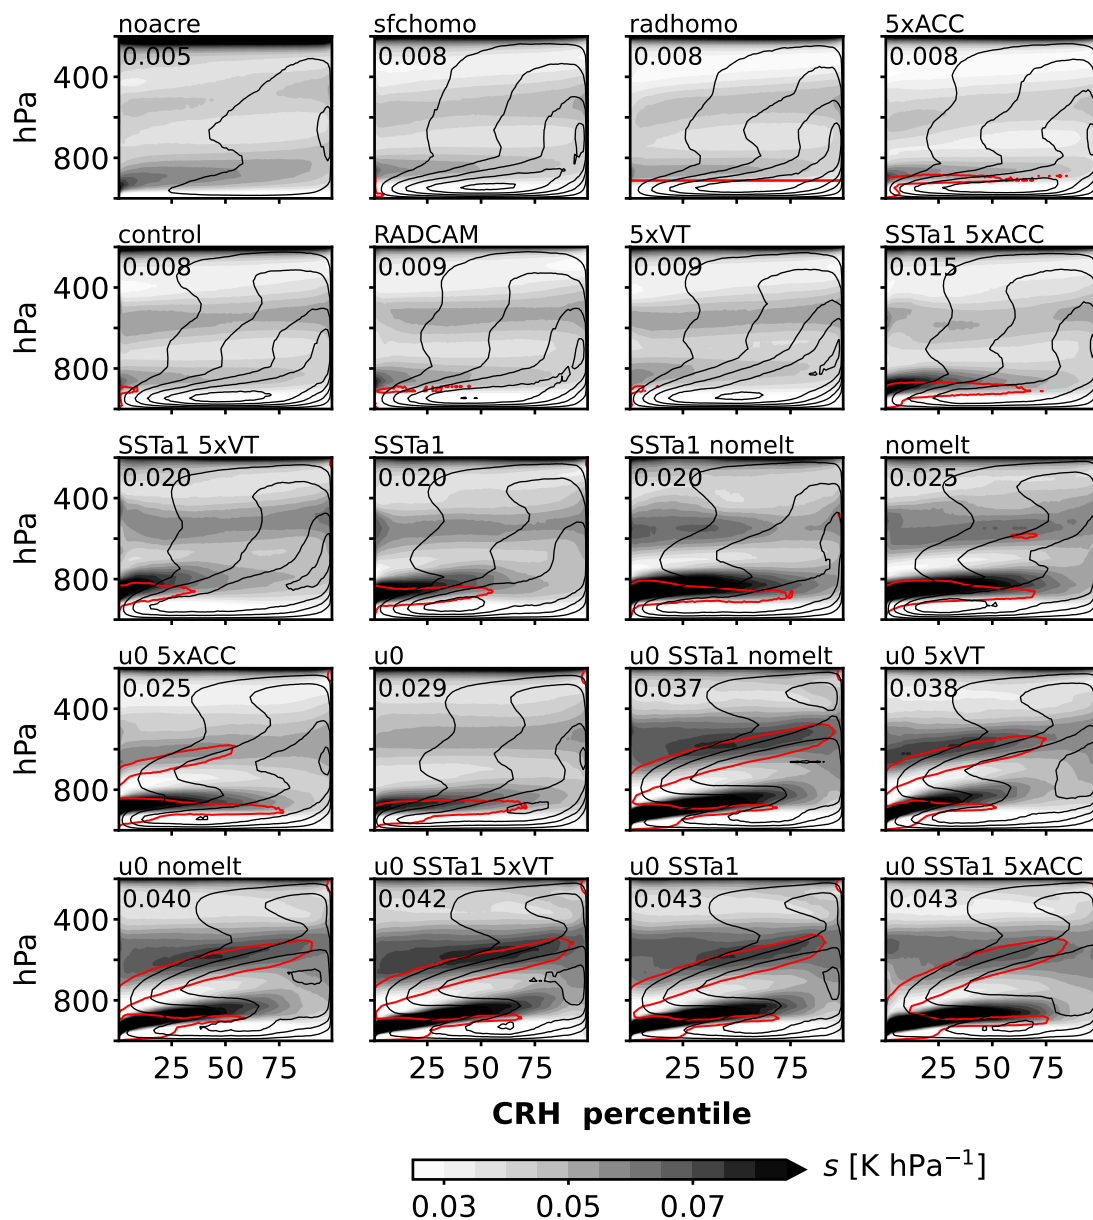 noacre sfchomo radhomo 5xACC
0.005 0.008 0.008 0.008
hPa 400 800
control RADCAM 5xVT SSTa1 5xACC
0.008 0.009 0.009 0.015
hPa 400 800
SSTa1 5xVT SSTa1 SSTa1 nomelt nomelt
0.020 0.020 0.020 0.025
hPa 400 800
u0 5xACC u0 u0 SSTa1 nomelt u0 5xVT
0.025 0.029 0.037 0.038
hPa 400 800
u0 nomelt u0 SSTa1 5xVT u0 SSTa1 u0 SSTa1 5xACC
0.040 0.042 0.043 0.043
hPa 400 800
25 50 75 25 50 75 25 50 75 25 50 75
CRH percentile
s [K hPa⁻¹]
0.03 0.05 0.07